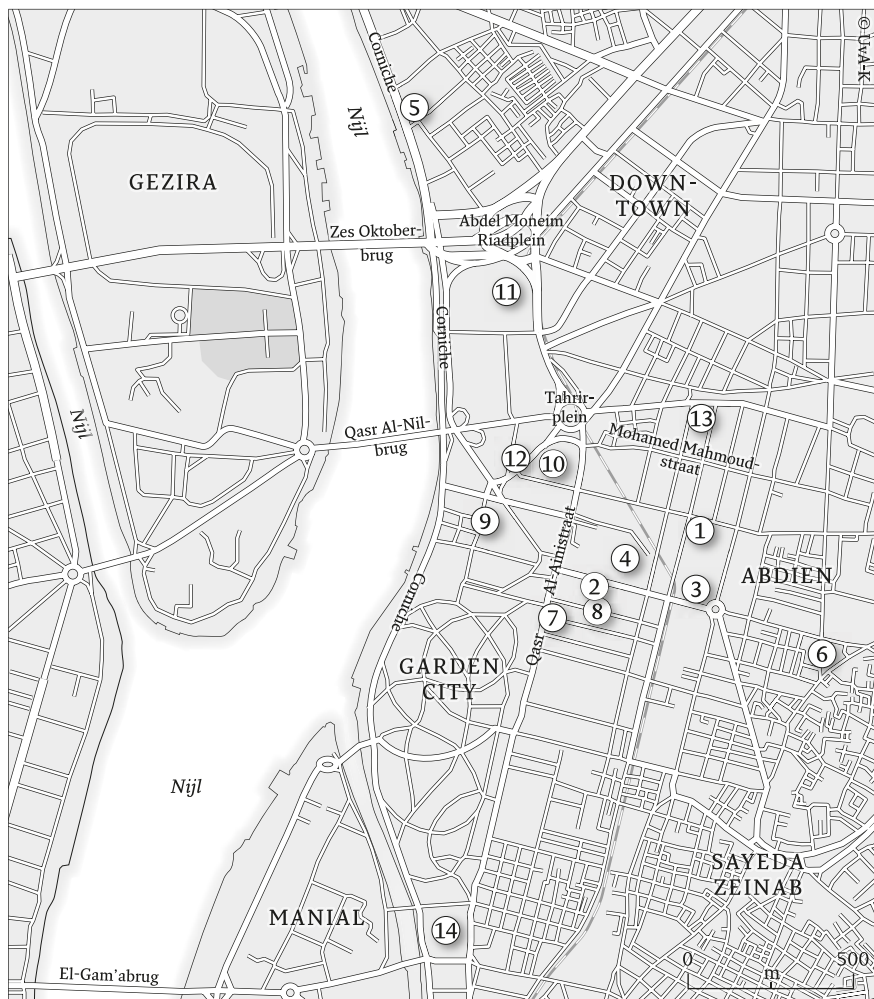 © UvA-K
Corniche
Nijl
5
GEZIRA
DOWN-
TOWN
Zes Oktober-
brug
Abdel Moneim
Riadplein
11
Corniche
Nijl
Tahrir-
plein
Qasr Al-Nil-
brug
13
Mohamed Mahmoud-
straat
12
10
9
1
Qasr Al-Ainistraat
4
2
3
ABDIEN
8
7
Corniche
6
GARDEN
CITY
Nijl
SAYEDA
ZEINAB
MANIAL
14
El-Gam'abrug
0 500
m